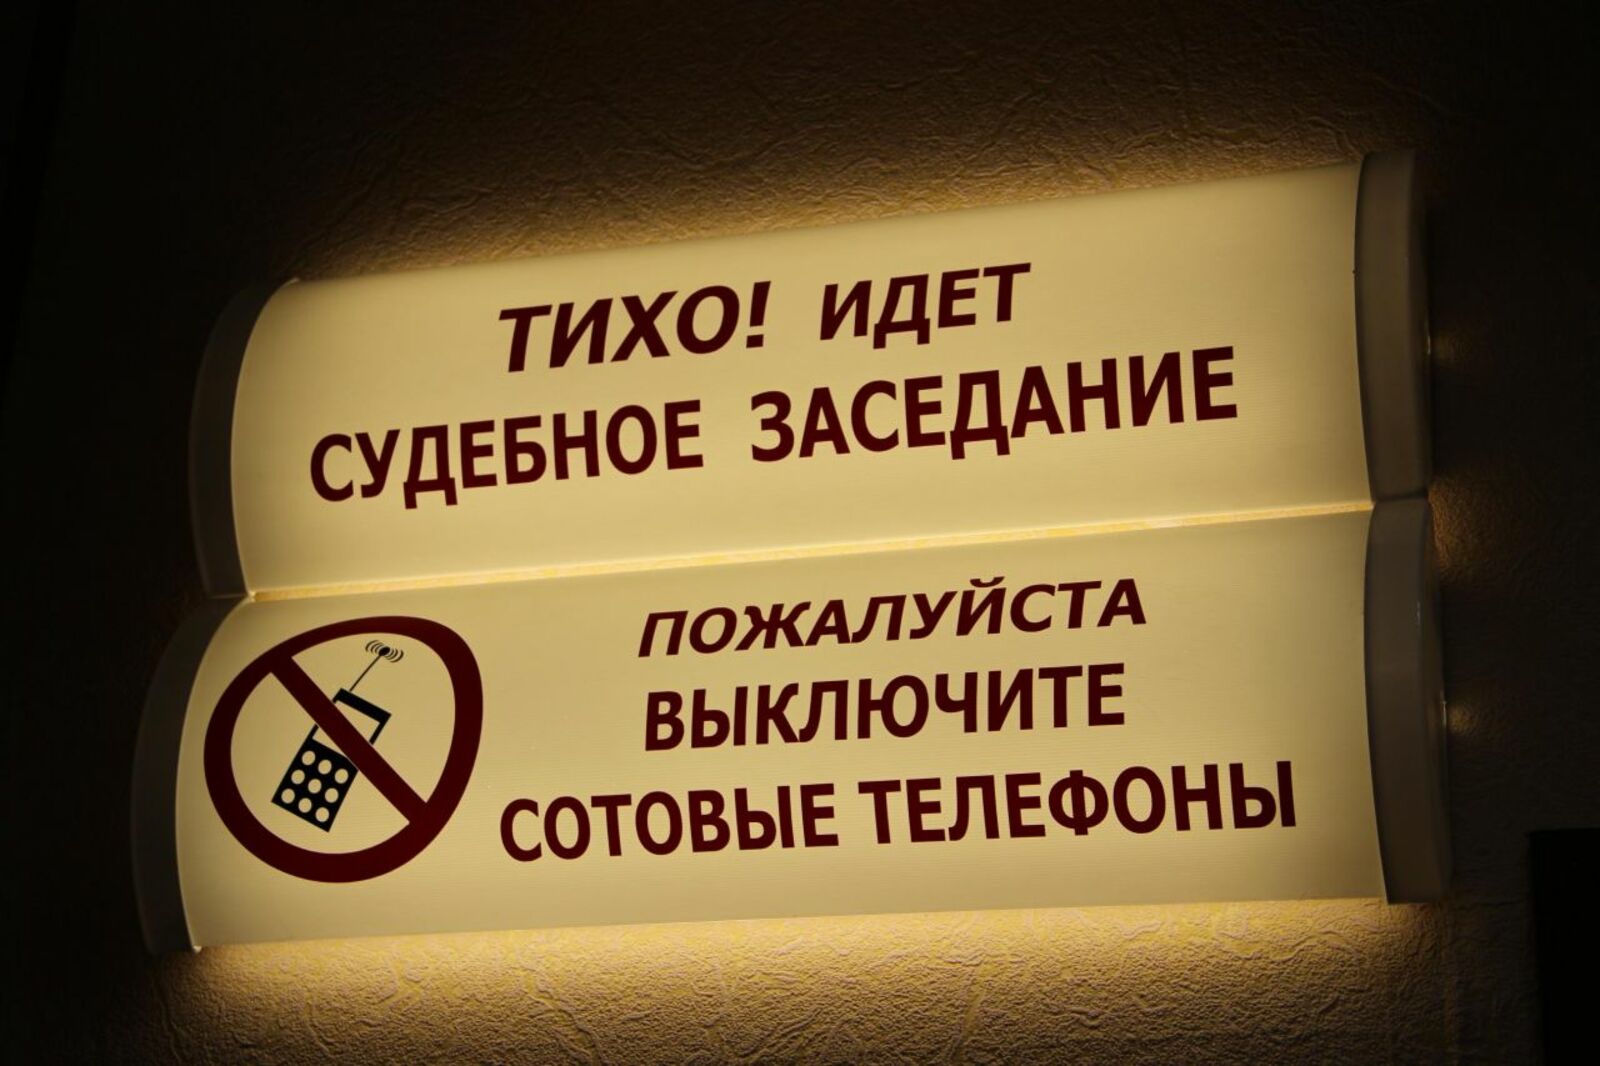 ТИХО! ИДЕТ
СУДЕБНОЕ ЗАСЕДАНИЕ
ПОЖАЛУЙСТА
ВЫКЛЮЧИТЕ
СОТОВЫЕ ТЕЛЕФОНЫ